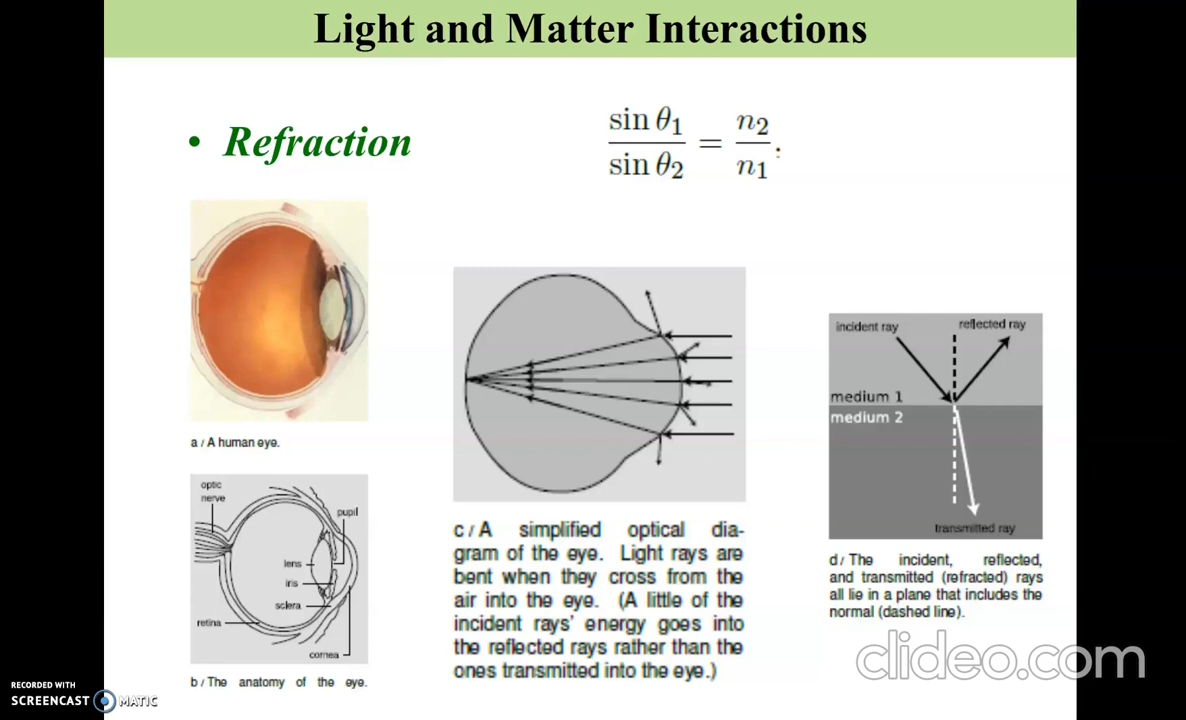 Light and Matter Interactions
• Refraction
sin θ1 / sin θ2 = n2 / n1 .
a / A human eye.
optic
nerve
pupil
lens
iris
sclera
retina
cornea
b / The anatomy of the eye.
c / A simplified optical dia-
gram of the eye. Light rays are
bent when they cross from the
air into the eye. (A little of the
incident rays' energy goes into
the reflected rays rather than the
ones transmitted into the eye.)
incident ray
reflected ray
medium 1
medium 2
transmitted ray
d / The incident, reflected,
and transmitted (refracted) rays
all lie in a plane that includes the
normal (dashed line).
clideo.com
RECORDED WITH
SCREENCAST MATIC